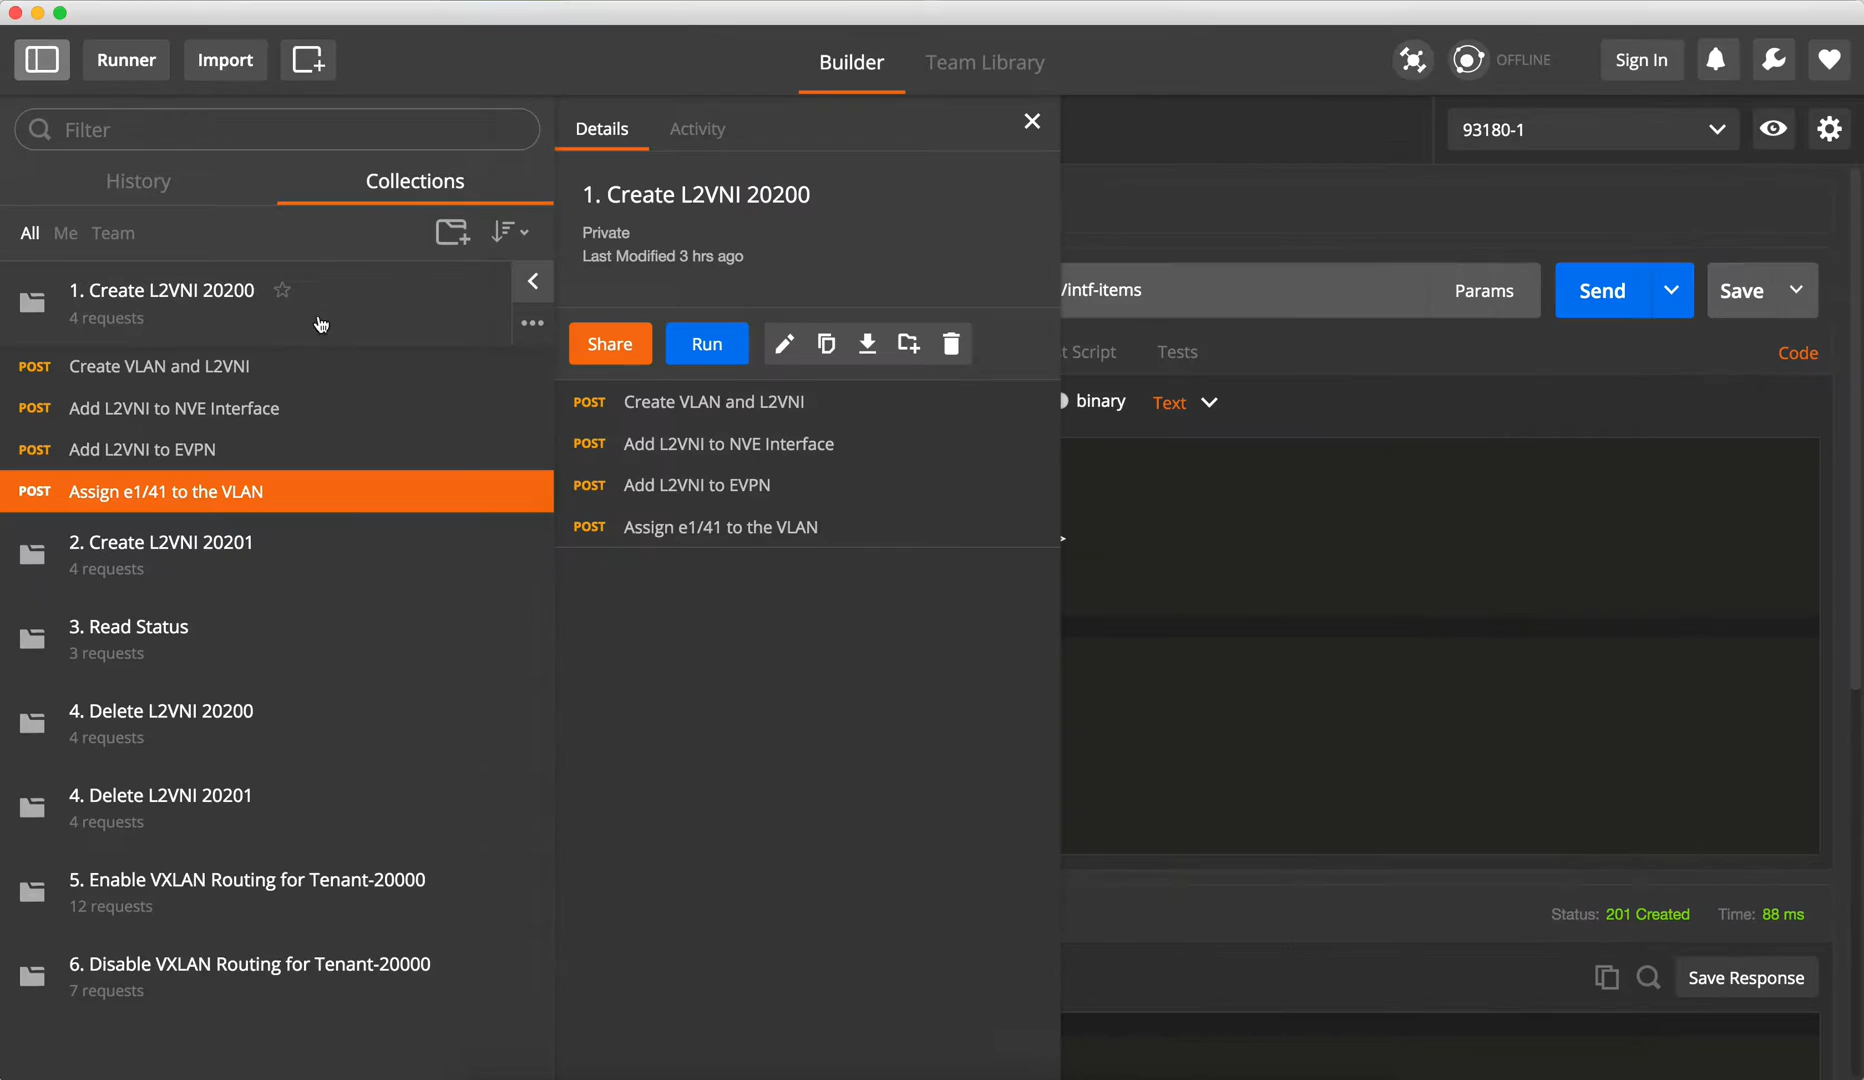 Runner
Import
Builder
Team Library
OFFLINE
Sign In
Filter
History
Collections
All
Me
Team
1. Create L2VNI 20200
4 requests
POST Create VLAN and L2VNI
POST Add L2VNI to NVE Interface
POST Add L2VNI to EVPN
POST Assign e1/41 to the VLAN
2. Create L2VNI 20201
4 requests
3. Read Status
3 requests
4. Delete L2VNI 20200
4 requests
4. Delete L2VNI 20201
4 requests
5. Enable VXLAN Routing for Tenant-20000
12 requests
6. Disable VXLAN Routing for Tenant-20000
7 requests
Details
Activity
1. Create L2VNI 20200
Private
Last Modified 3 hrs ago
Share
Run
POST Create VLAN and L2VNI
POST Add L2VNI to NVE Interface
POST Add L2VNI to EVPN
POST Assign e1/41 to the VLAN
93180-1
/intf-items
Params
Send
Save
t Script
Tests
Code
binary
Text
>
Status: 201 Created
Time: 88 ms
Save Response